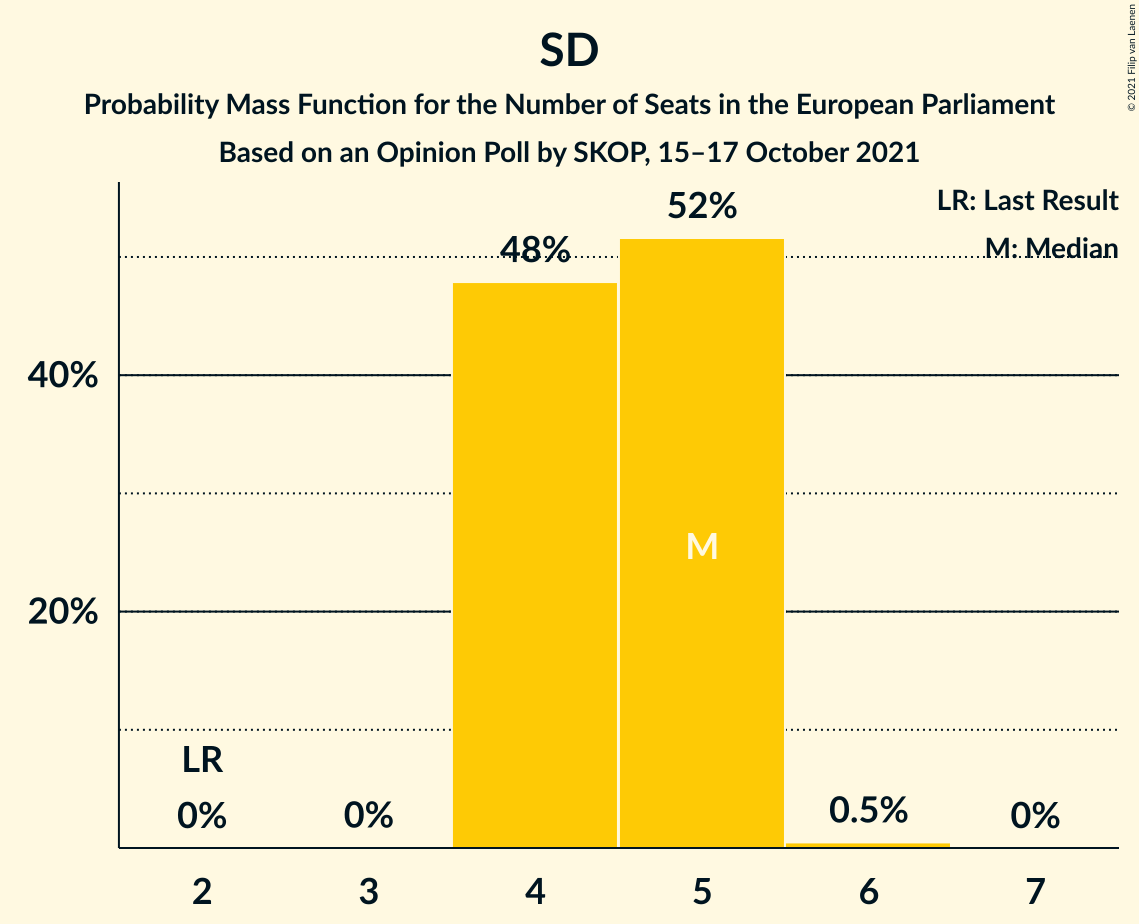 SD
Probability Mass Function for the Number of Seats in the European Parliament
Based on an Opinion Poll by SKOP, 15–17 October 2021
© 2021 Filip van Laenen
LR: Last Result
M: Median
52%
48%
40%
20%
M
LR
0%
0%
0.5%
0%
2
3
4
5
6
7